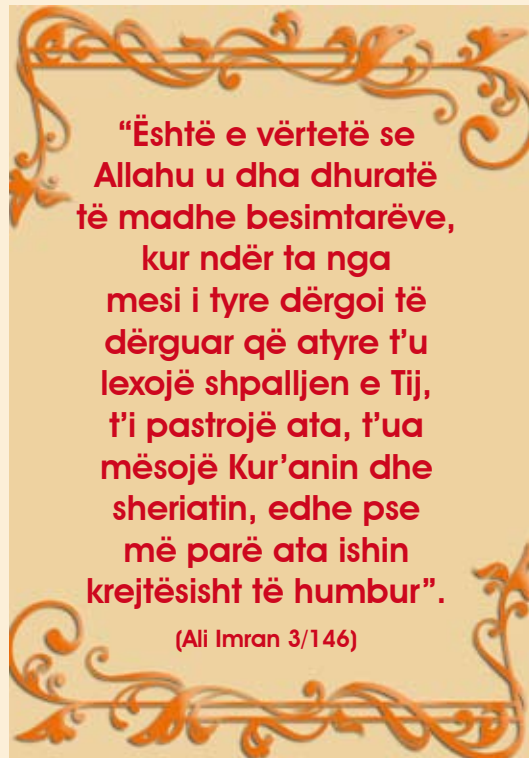 “Është e vërtetë se
Allahu u dha dhuratë
të madhe besimtarëve,
kur ndër ta nga
mesi i tyre dërgoi të
dërguar që atyre t’u
lexojë shpalljen e Tij,
t’i pastrojë ata, t’ua
mësojë Kur’anin dhe
sheriatin, edhe pse
më parë ata ishin
krejtësisht të humbur”.
(Ali Imran 3/146)